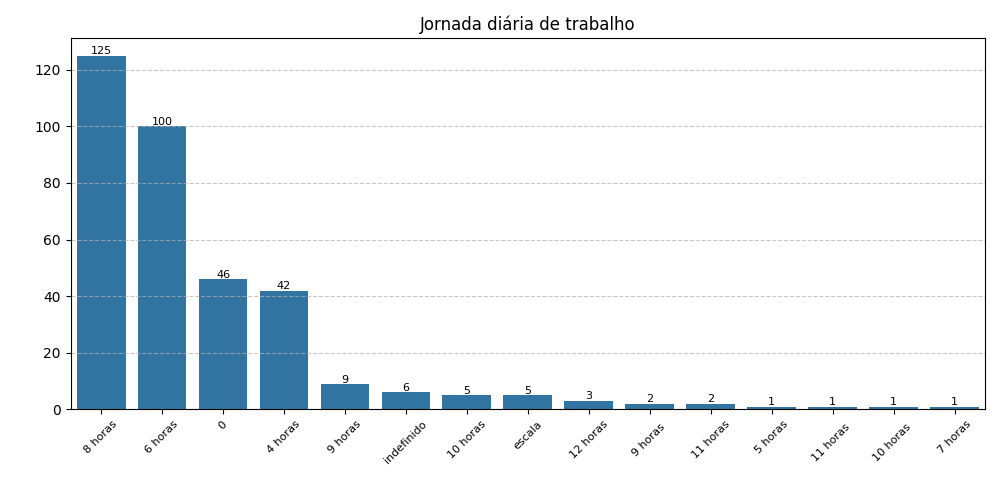 Jornada diária de trabalho
120
100
80
60
40
20
0
125
100
46
42
9
6
5
5
3
2
2
1
1
1
1
8 horas
6 horas
0
4 horas
9 horas
indefinido
10 horas
escala
12 horas
9 horas
11 horas
5 horas
11 horas
10 horas
7 horas